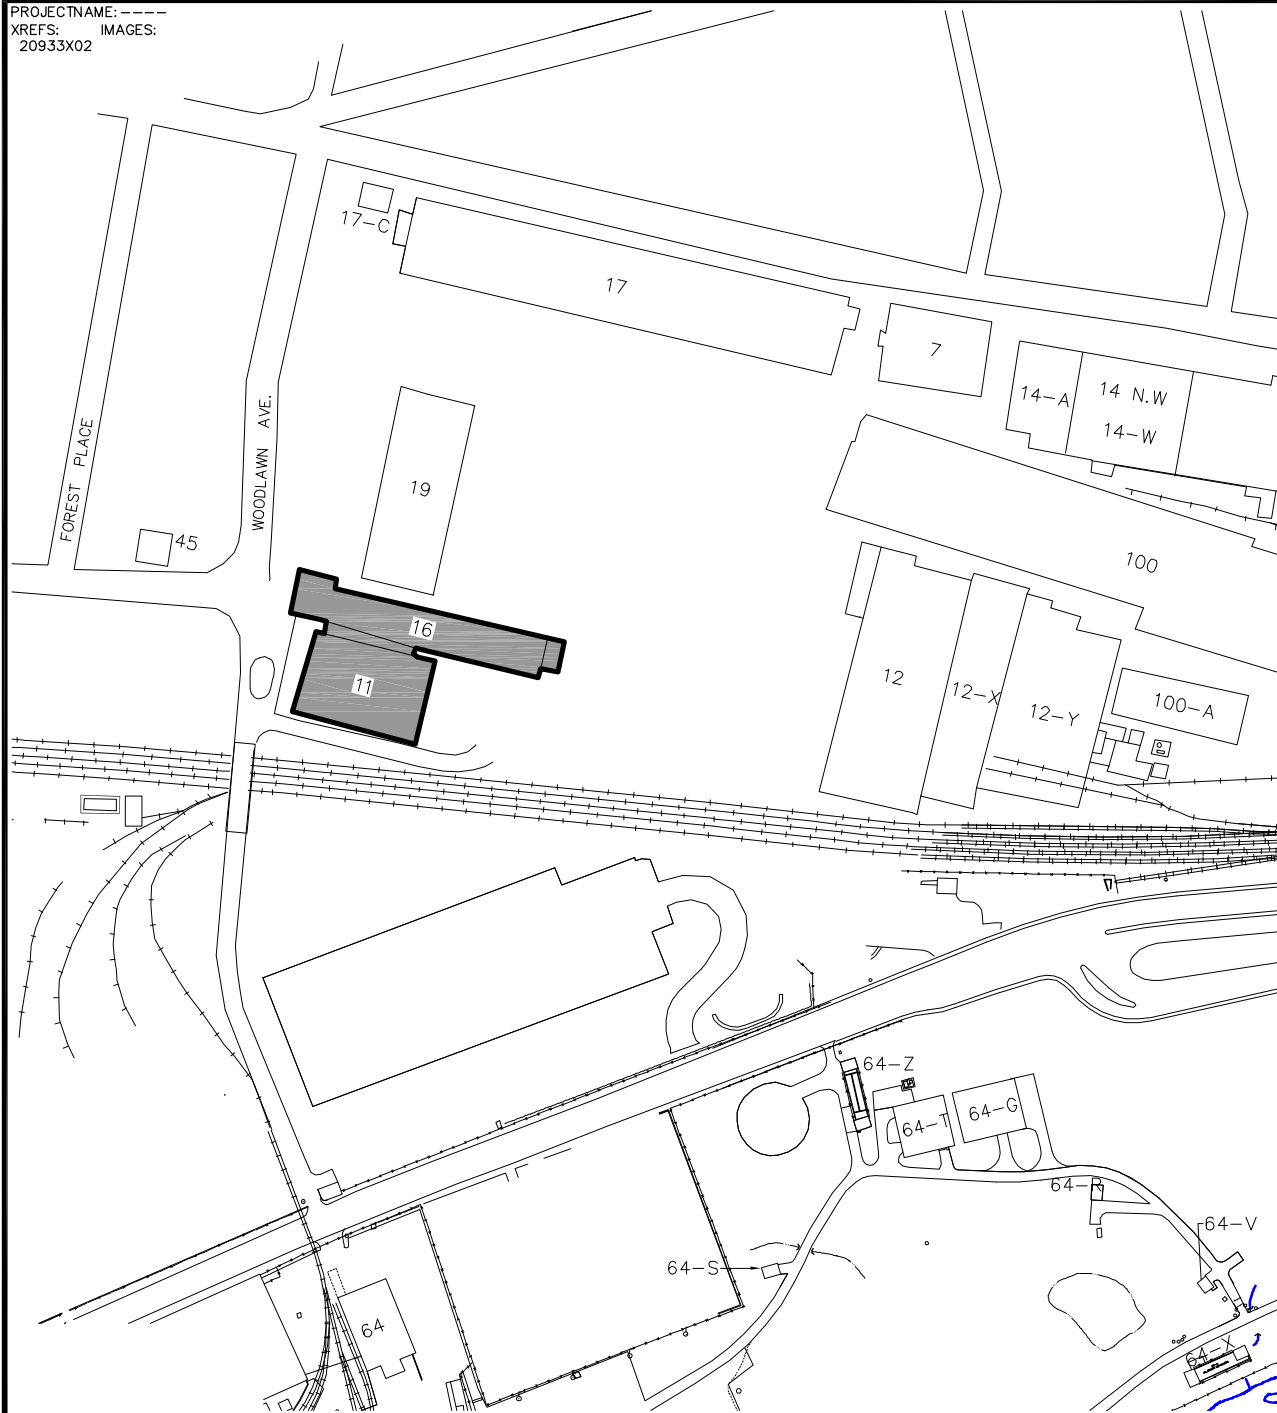 PROJECTNAME: ----
XREFS: IMAGES:
20933X02
17-C
17
7
14-A
14 N.W
14-W
FOREST PLACE
WOODLAWN AVE.
19
45
100
16
11
12
12-X
12-Y
100-A
64-Z
64-T
64-G
64-R
64-V
64-S
64
64-X